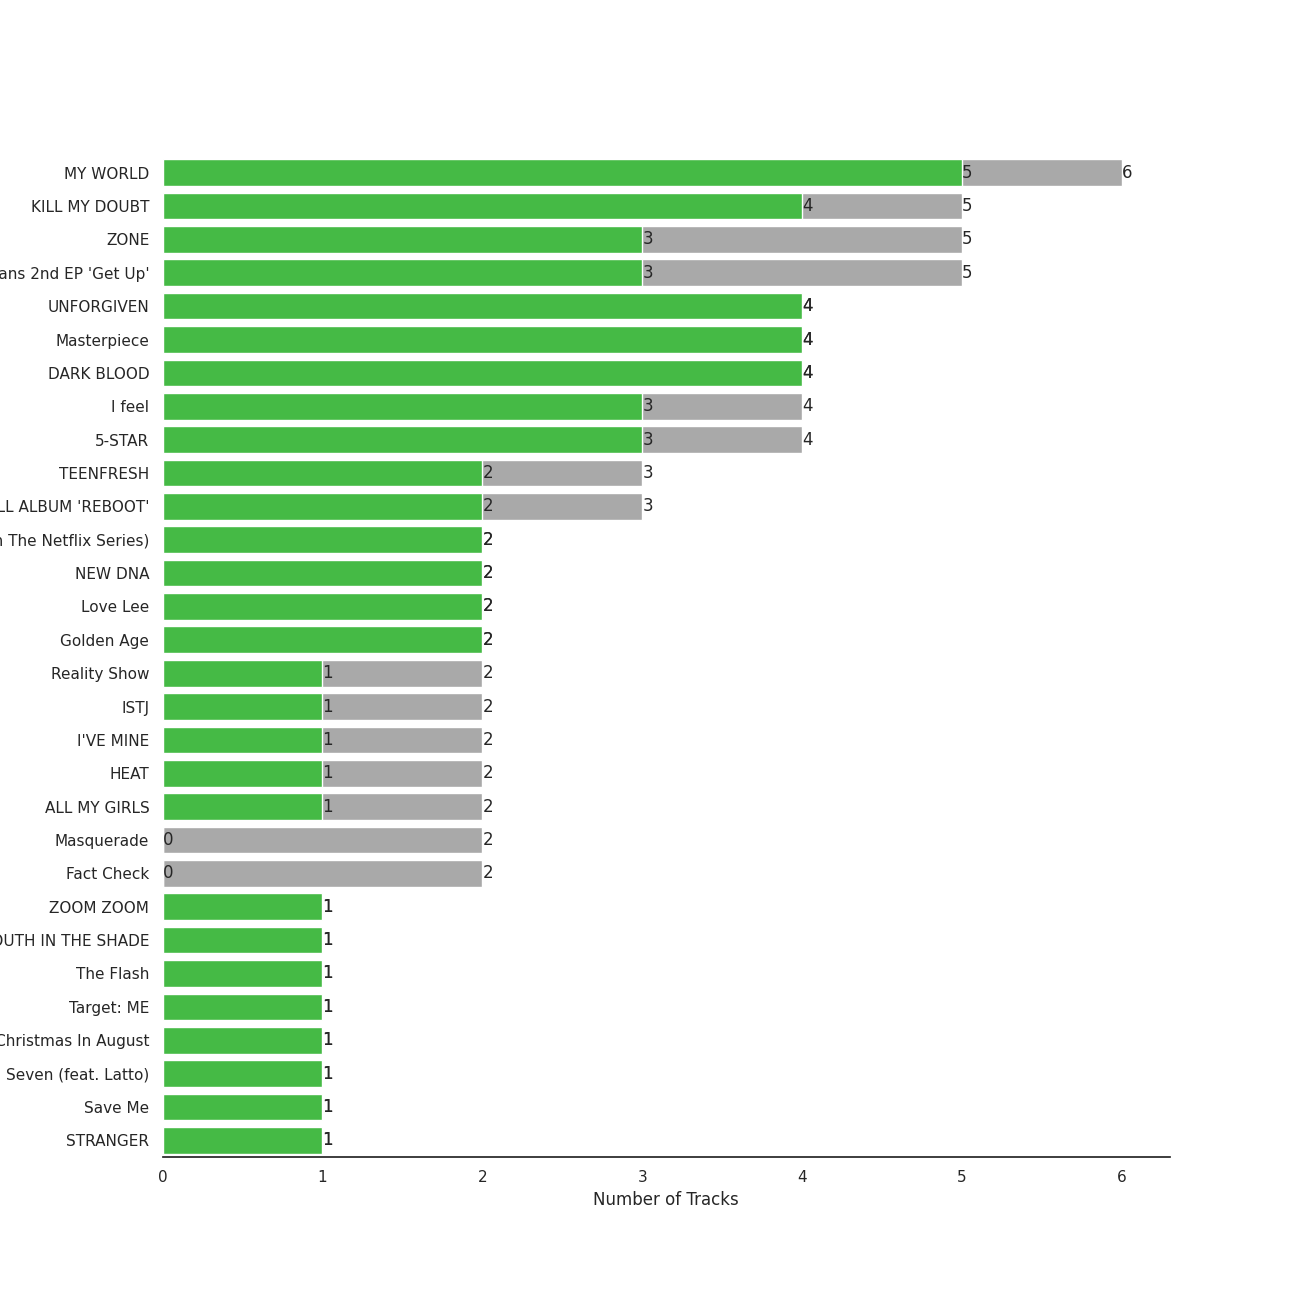 MY WORLD 5 6
KILL MY DOUBT 4 5
ZONE 3 5
2nd EP 'Get Up' 3 5
UNFORGIVEN 4
Masterpiece 4
DARK BLOOD 4
I feel 3 4
5-STAR 3 4
TEENFRESH 2 3
ALBUM 'REBOOT' 2 3
The Netflix Series) 2
NEW DNA 2
Love Lee 2
Golden Age 2
Reality Show 1 2
ISTJ 1 2
I'VE MINE 1 2
HEAT 1 2
ALL MY GIRLS 1 2
Masquerade 0 2
Fact Check 0 2
ZOOM ZOOM 1
IN THE SHADE 1
The Flash 1
Target: ME 1
Christmas In August 1
Seven (feat. Latto) 1
Save Me 1
STRANGER 1
0 1 2 3 4 5 6
Number of Tracks